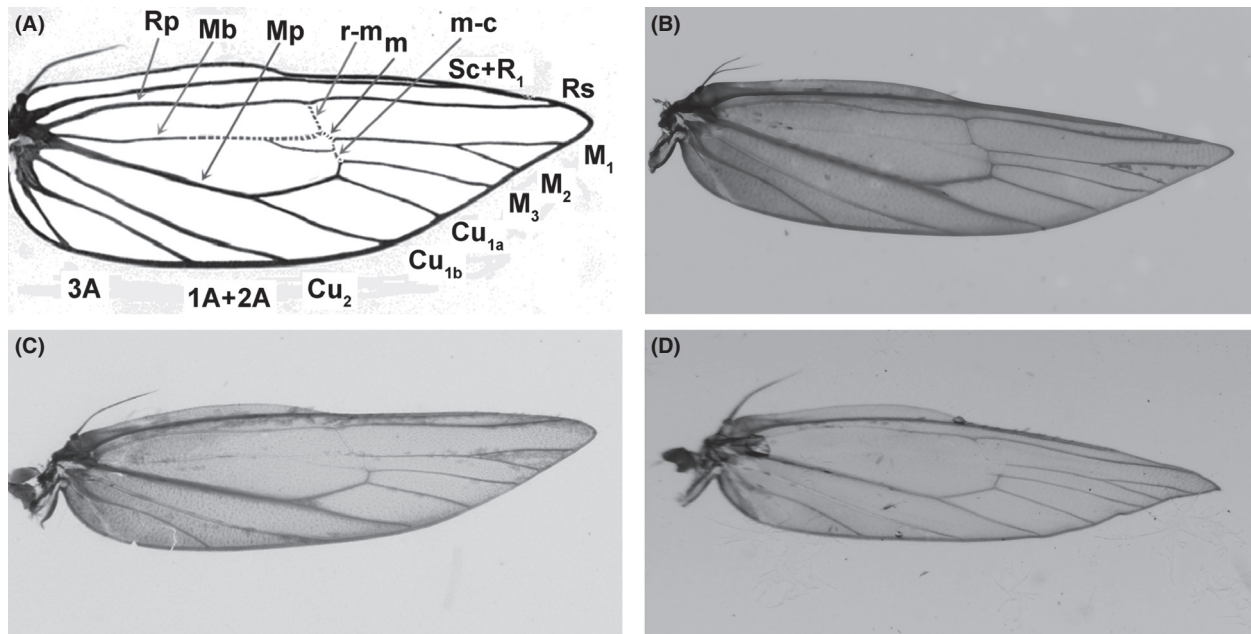 (A)
Rp Mb Mp r-m m m-c
Sc+R1
Rs
M1
M2
M3
Cu1a
Cu1b
3A 1A+2A Cu2
(B)
(C)
(D)